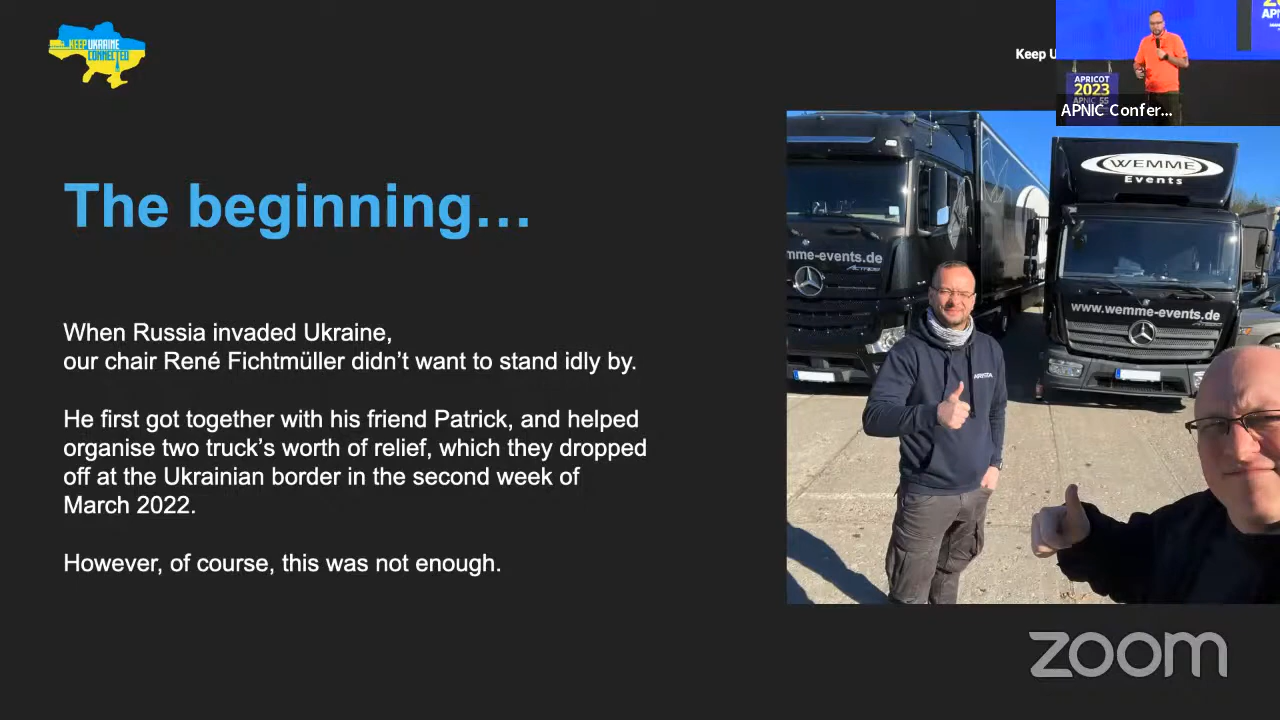 KEEP UKRAINE
CONNECTED
Keep U
APRICOT
2023
APNIC 55
APNIC Confer...
The beginning…
When Russia invaded Ukraine,
our chair René Fichtmüller didn’t want to stand idly by.
He first got together with his friend Patrick, and helped
organise two truck’s worth of relief, which they dropped
off at the Ukrainian border in the second week of
March 2022.
However, of course, this was not enough.
WEMME
Events
mme-events.de
ACTROS
www.wemme-events.de
ARISTA
zoom